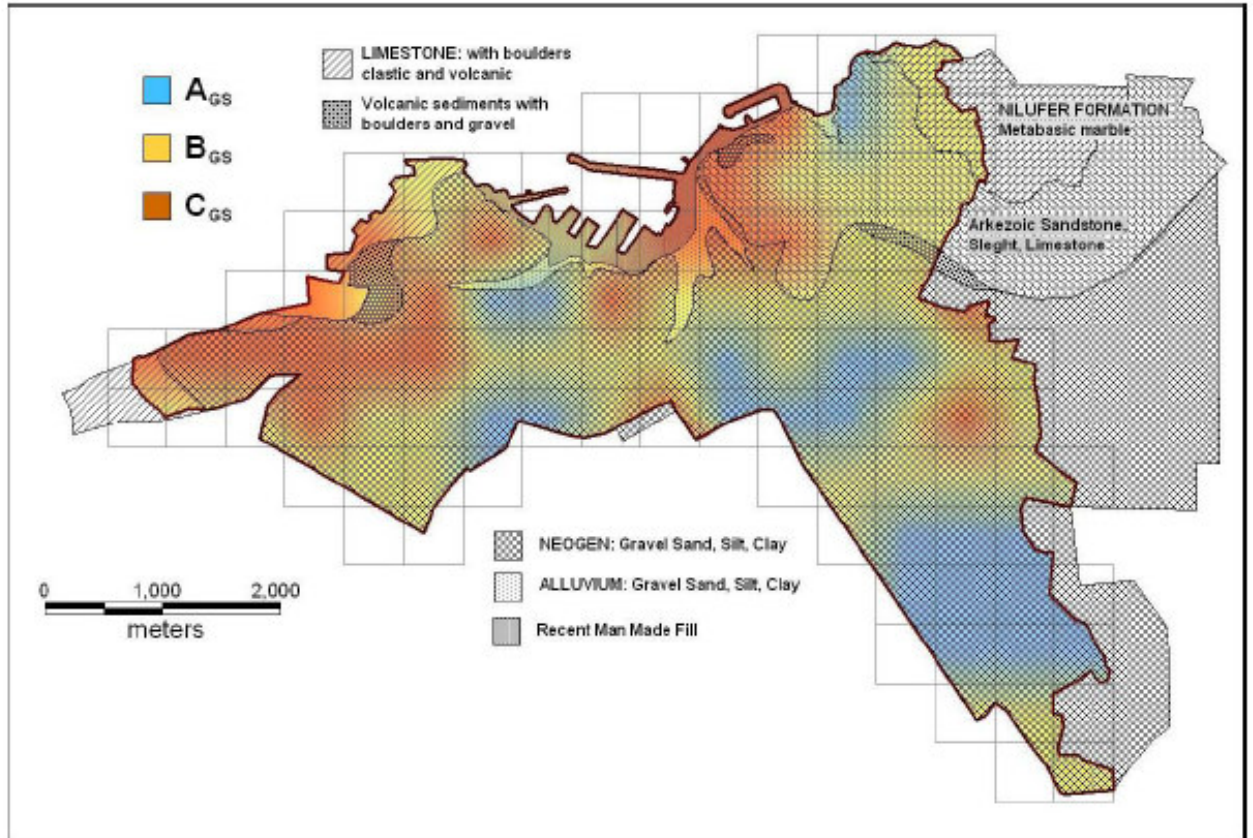 A GS
B GS
C GS
LIMESTONE: with boulders
clastic and volcanic
Volcanic sediments with
boulders and gravel
NILUFER FORMATION
Metabasic marble
Arkezoic Sandstone,
Sleght, Limestone
NEOGEN: Gravel Sand, Silt, Clay
ALLUVIUM: Gravel Sand, Silt, Clay
Recent Man Made Fill
0 1,000 2,000
meters